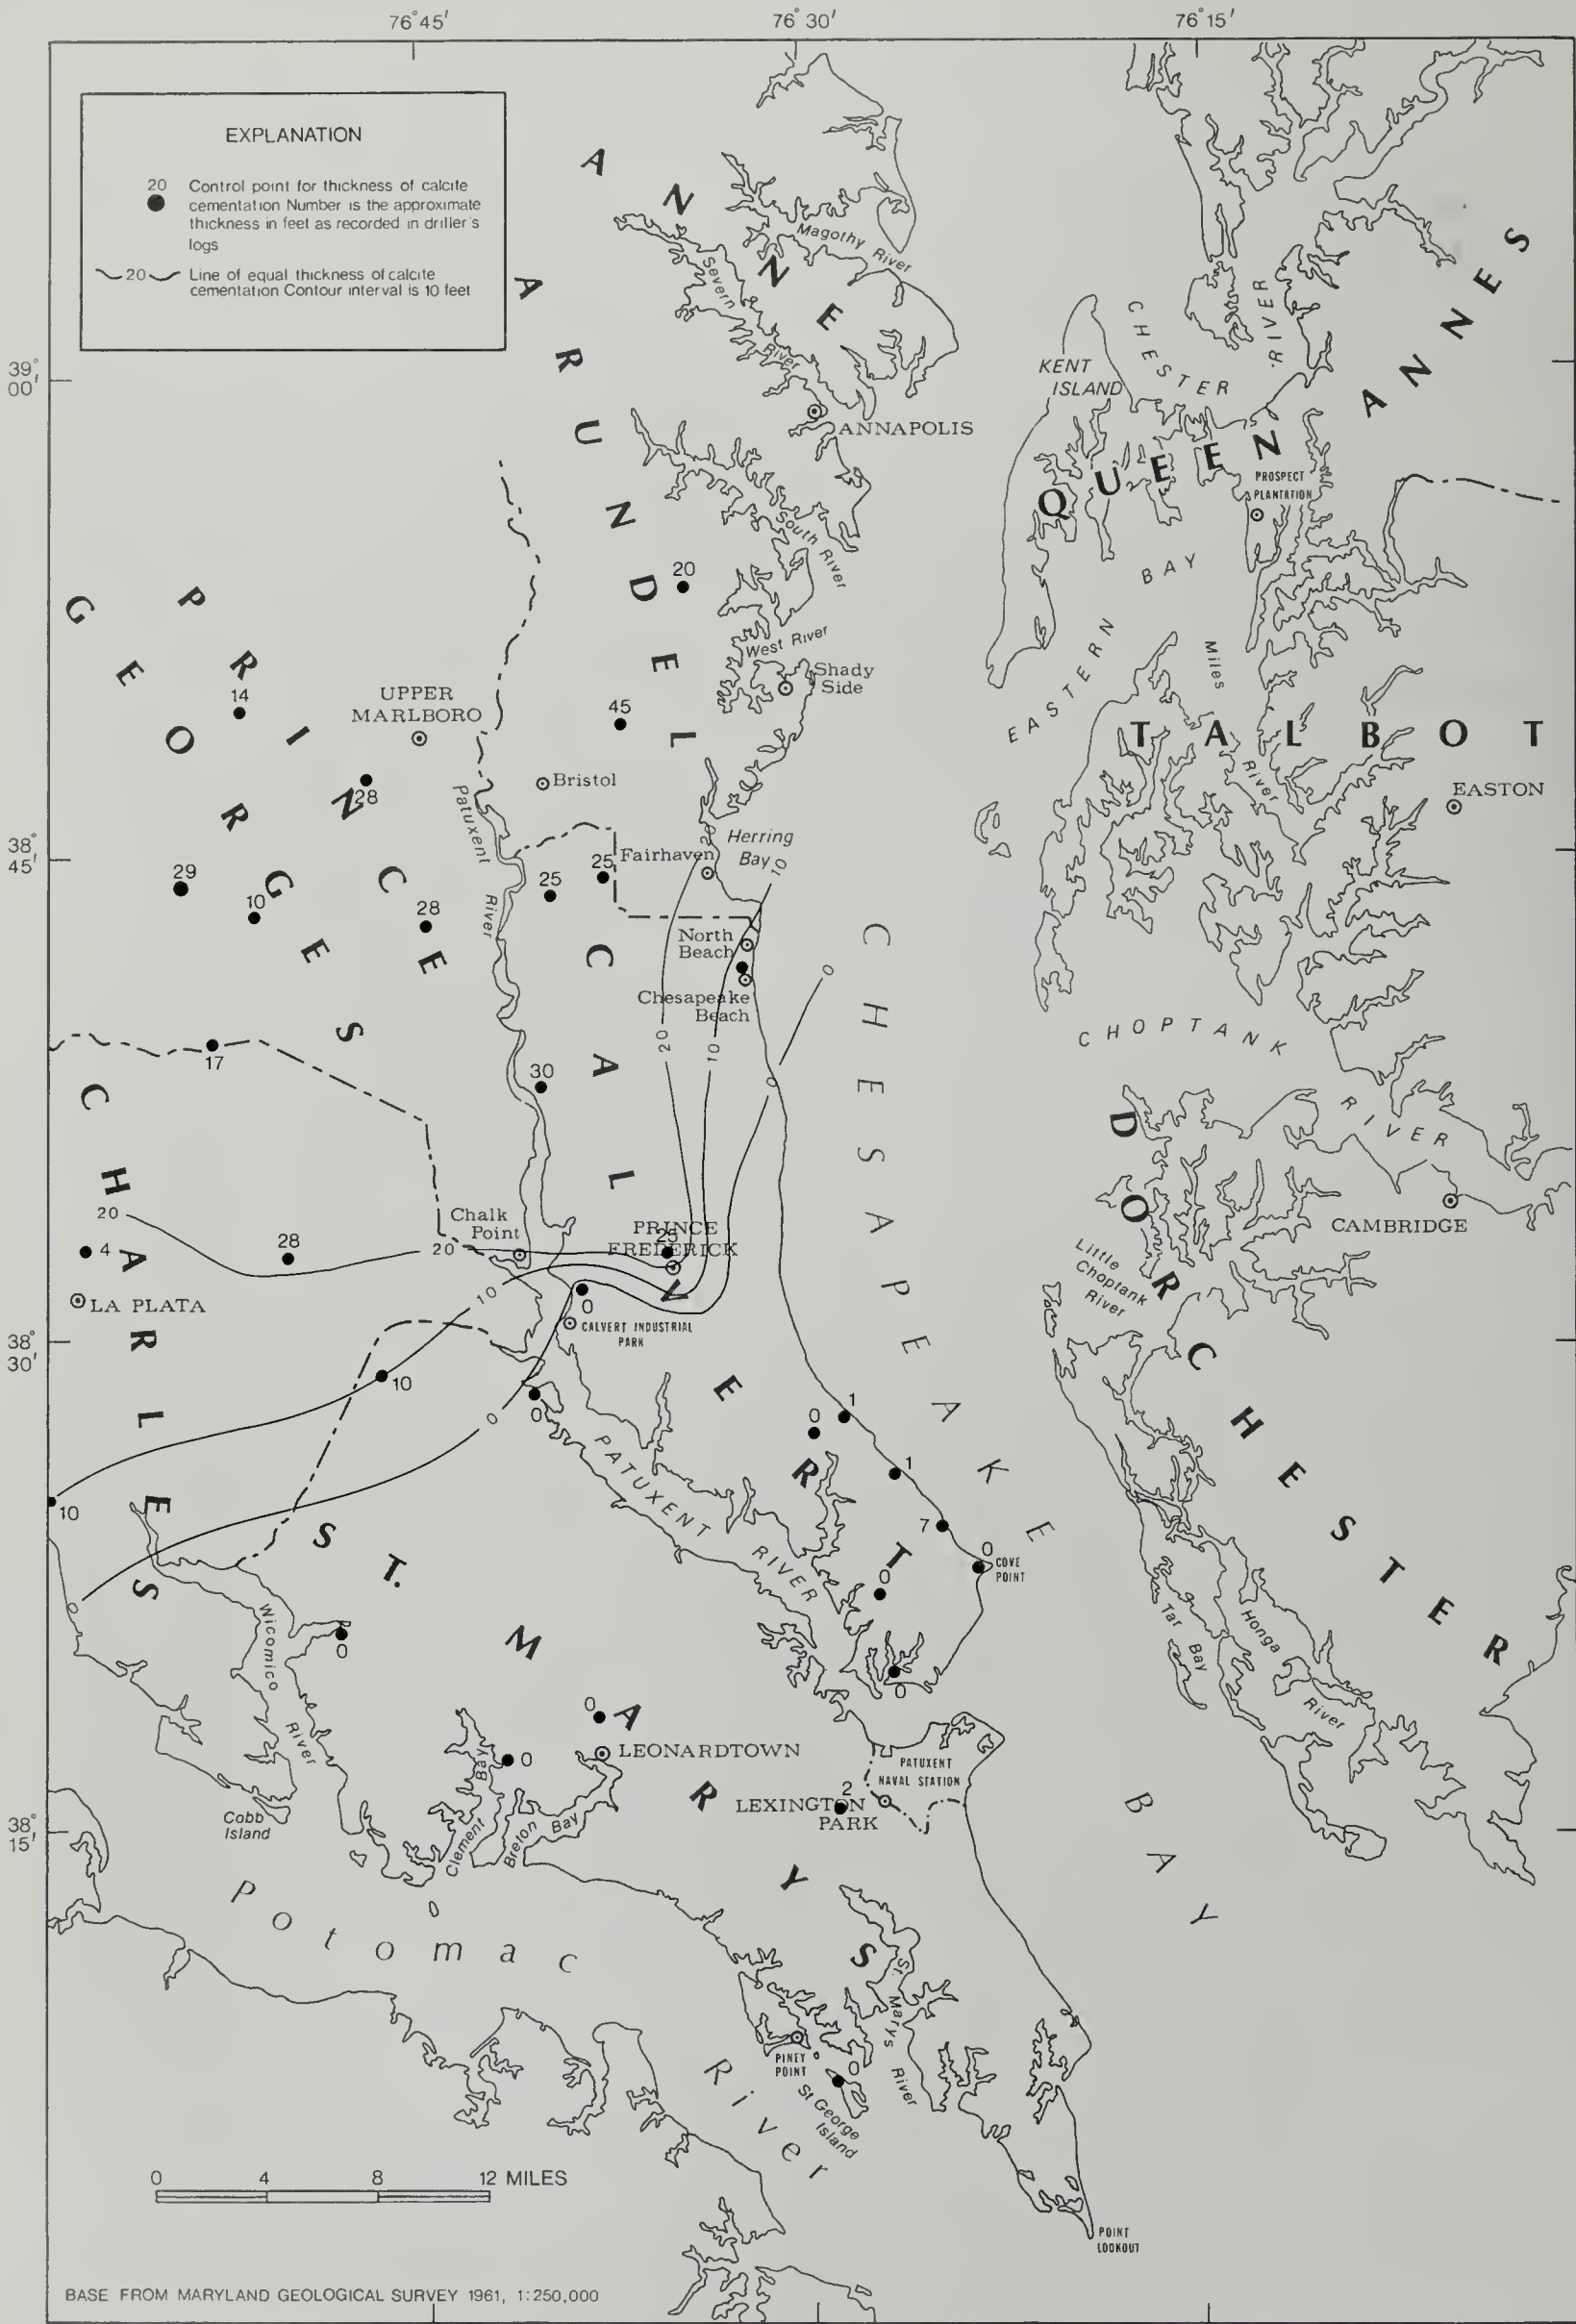 76°45'
76°30'
76°15'
EXPLANATION
20
Control point for thickness of calcite
cementation Number is the approximate
thickness in feet as recorded in driller's
logs
20
Line of equal thickness of calcite
cementation Contour interval is 10 feet
39°
00'
38°
45'
38°
30'
38°
15'
ANNE
ARUNDEL
Magothy
River
Severn
River
ANNAPOLIS
South
River
20
West River
Shady
Side
45
KENT
ISLAND
CHESTER
RIVER
QUEEN ANNES
PROSPECT
PLANTATION
EASTERN BAY
Miles
River
TALBOT
EASTON
PRINCE
GEORGES
14
UPPER
MARLBORO
28
Bristol
Patuxent
River
29
10
28
25
25
Fairhaven
20
Herring
Bay
10
North
Beach
Chesapeake
Beach
0
20
10
0
17
30
CALVERT
CHESAPEAKE
BAY
CHOPTANK
RIVER
CAMBRIDGE
DORCHESTER
Little
Choptank
River
CHARLES
20
4
28
20
Chalk
Point
PRINCE
FREDERICK
25
LA PLATA
10
0
CALVERT INDUSTRIAL
PARK
10
0
0
10
0
1
0
1
7
0
COVE
POINT
0
0
PATUXENT
RIVER
0
ST. MARYS
Wicomico
River
0
0
0
LEONARDTOWN
PATUXENT
NAVAL STATION
2
LEXINGTON
PARK
Cobb
Island
Clement
Bay
Breton
Bay
Tar
Bay
Honga
River
Potomac
River
St.
Marys
River
PINEY
POINT
0
St George
Island
0 4 8 12 MILES
POINT
LOOKOUT
BASE FROM MARYLAND GEOLOGICAL SURVEY 1961, 1:250,000